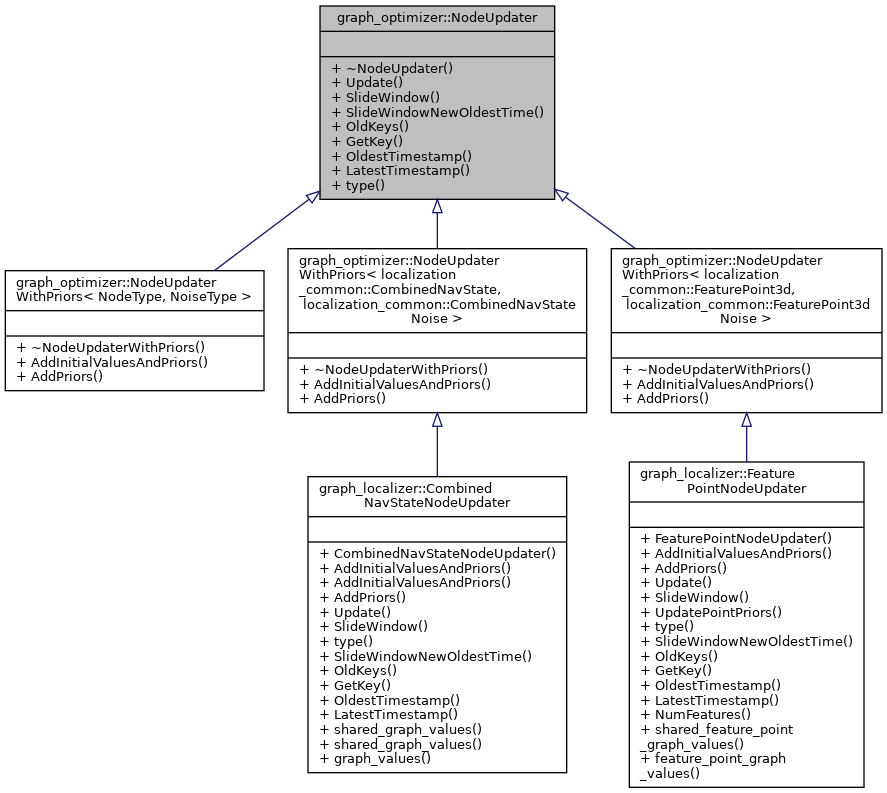 graph_optimizer::NodeUpdater
+ ~NodeUpdater()
+ Update()
+ SlideWindow()
+ SlideWindowNewOldestTime()
+ OldKeys()
+ GetKey()
+ OldestTimestamp()
+ LatestTimestamp()
+ type()
graph_optimizer::NodeUpdater
WithPriors< NodeType, NoiseType >
+ ~NodeUpdaterWithPriors()
+ AddInitialValuesAndPriors()
+ AddPriors()
graph_optimizer::NodeUpdater
WithPriors< localization
_common::CombinedNavState,
localization_common::CombinedNavState
Noise >
+ ~NodeUpdaterWithPriors()
+ AddInitialValuesAndPriors()
+ AddPriors()
graph_optimizer::NodeUpdater
WithPriors< localization
_common::FeaturePoint3d,
localization_common::FeaturePoint3d
Noise >
+ ~NodeUpdaterWithPriors()
+ AddInitialValuesAndPriors()
+ AddPriors()
graph_localizer::Combined
NavStateNodeUpdater
+ CombinedNavStateNodeUpdater()
+ AddInitialValuesAndPriors()
+ AddInitialValuesAndPriors()
+ AddPriors()
+ Update()
+ SlideWindow()
+ type()
+ SlideWindowNewOldestTime()
+ OldKeys()
+ GetKey()
+ OldestTimestamp()
+ LatestTimestamp()
+ shared_graph_values()
+ shared_graph_values()
+ graph_values()
graph_localizer::Feature
PointNodeUpdater
+ FeaturePointNodeUpdater()
+ AddInitialValuesAndPriors()
+ AddPriors()
+ Update()
+ SlideWindow()
+ UpdatePointPriors()
+ type()
+ SlideWindowNewOldestTime()
+ OldKeys()
+ GetKey()
+ OldestTimestamp()
+ LatestTimestamp()
+ NumFeatures()
+ shared_feature_point
_graph_values()
+ feature_point_graph
_values()